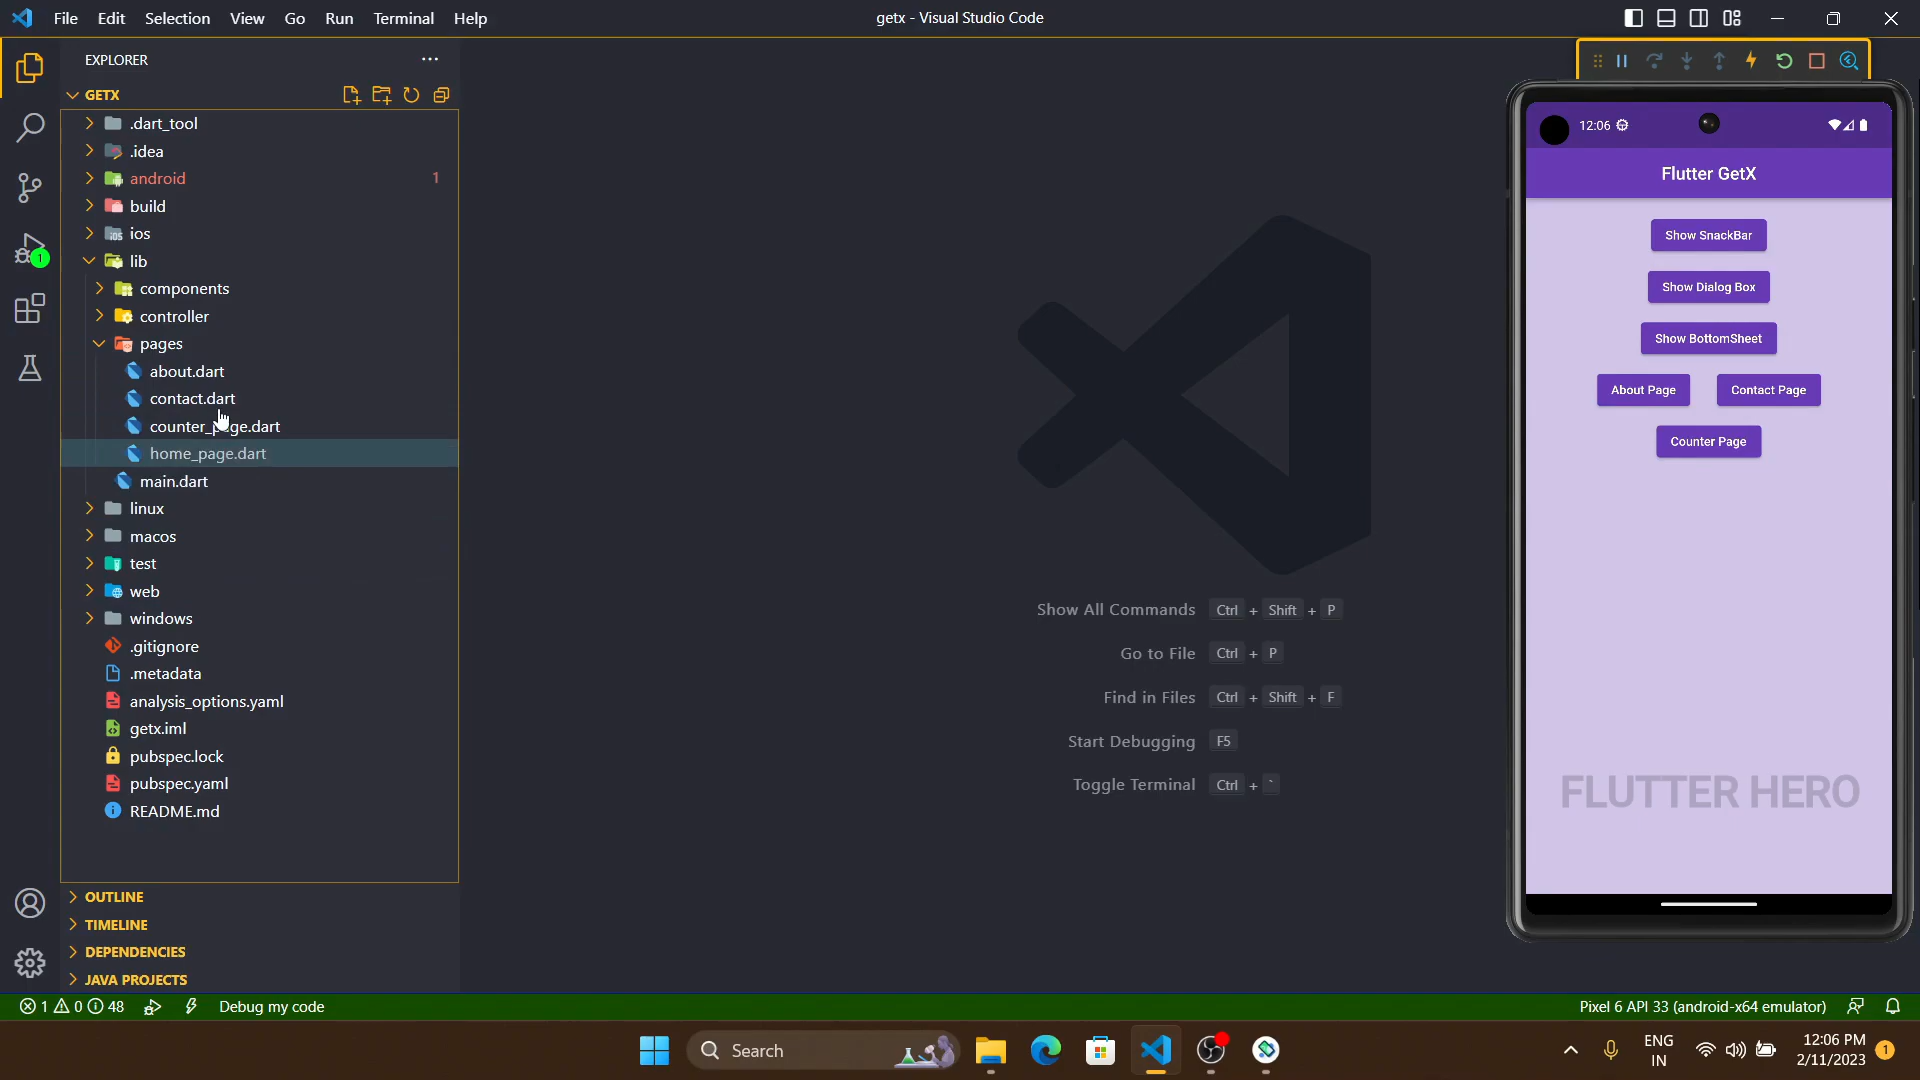 File Edit Selection View Go Run Terminal Help
getx - Visual Studio Code
EXPLORER
GETX
.dart_tool
.idea
android 1
build
ios
lib
components
controller
pages
about.dart
contact.dart
counter_page.dart
home_page.dart
main.dart
linux
macos
test
web
windows
.gitignore
.metadata
analysis_options.yaml
getx.iml
pubspec.lock
pubspec.yaml
README.md
OUTLINE
TIMELINE
DEPENDENCIES
JAVA PROJECTS
1
Show All Commands Ctrl + Shift + P
Go to File Ctrl + P
Find in Files Ctrl + Shift + F
Start Debugging F5
Toggle Terminal Ctrl + `
12:06
Flutter GetX
Show SnackBar
Show Dialog Box
Show BottomSheet
About Page Contact Page
Counter Page
FLUTTER HERO
1 0 48 Debug my code
Pixel 6 API 33 (android-x64 emulator)
Search
ENG
IN
12:06 PM
2/11/2023
1